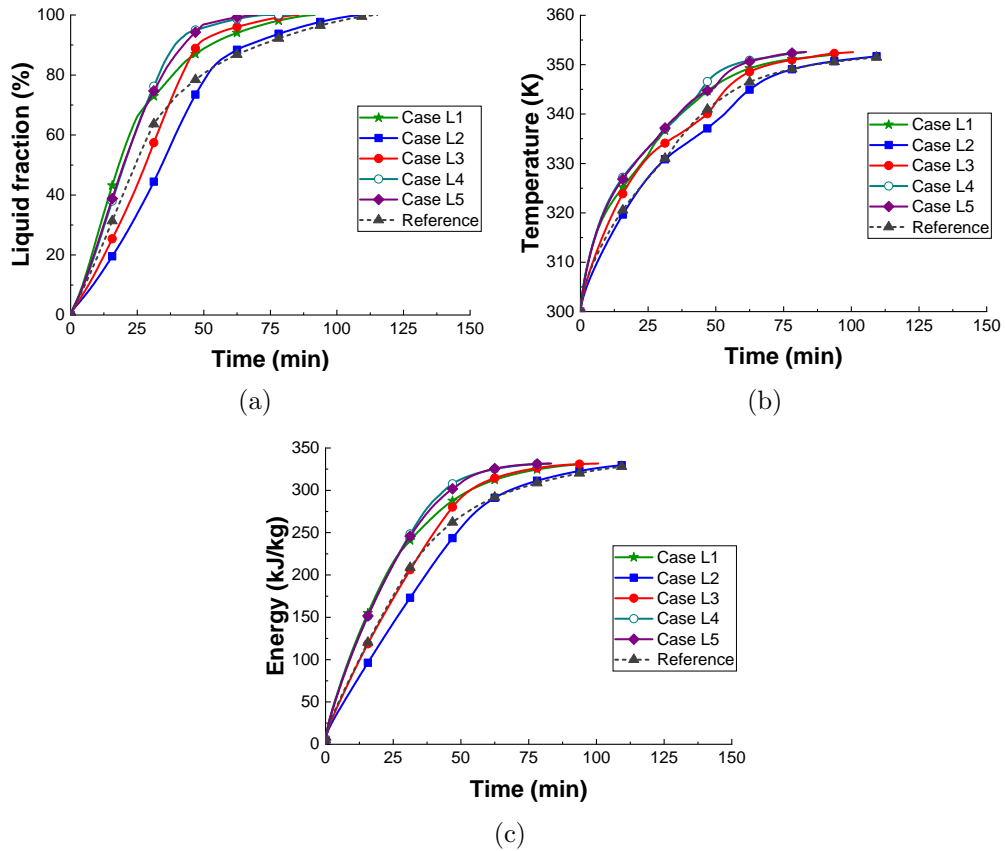 100
80
60
40
20
0
0
25
50
75
100
125
150
Liquid fraction (%)
Time (min)
Case L1
Case L2
Case L3
Case L4
Case L5
Reference
(a)
360
350
340
330
320
310
300
0
25
50
75
100
125
150
Temperature (K)
Time (min)
Case L1
Case L2
Case L3
Case L4
Case L5
Reference
(b)
350
300
250
200
150
100
50
0
0
25
50
75
100
125
150
Energy (kJ/kg)
Time (min)
Case L1
Case L2
Case L3
Case L4
Case L5
Reference
(c)